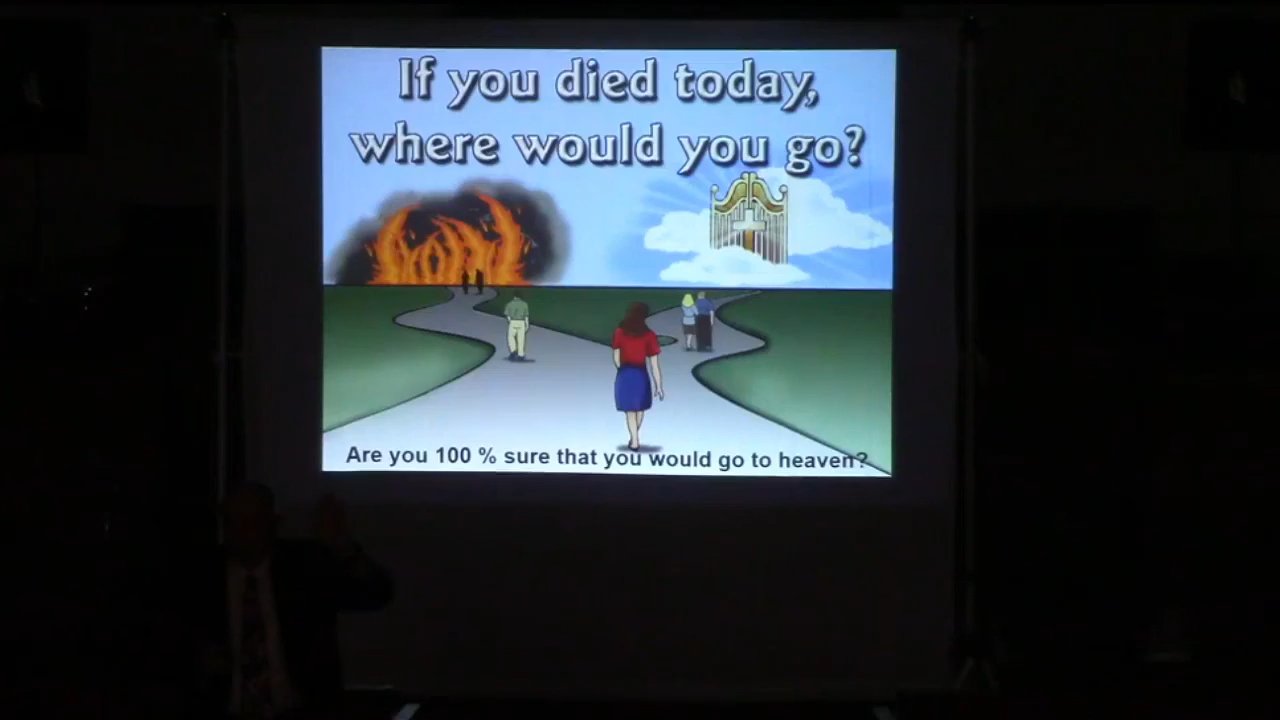 If you died today,
where would you go?
Are you 100 % sure that you would go to heaven?